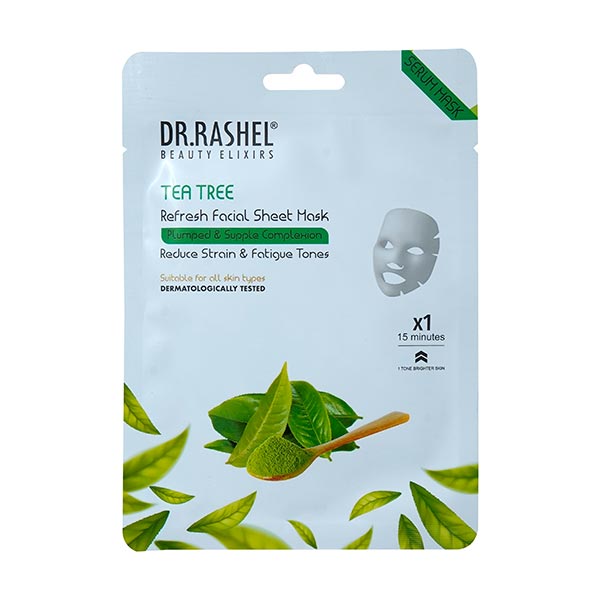 SERUM MASK
DR.RASHEL®
BEAUTY ELIXIRS
TEA TREE
Refresh Facial Sheet Mask
Plumped & Supple Complexion
Reduce Strain & Fatigue Tones
Suitable for all skin types
DERMATOLOGICALLY TESTED
x1
15 minutes
1 TONE BRIGHTER SKIN